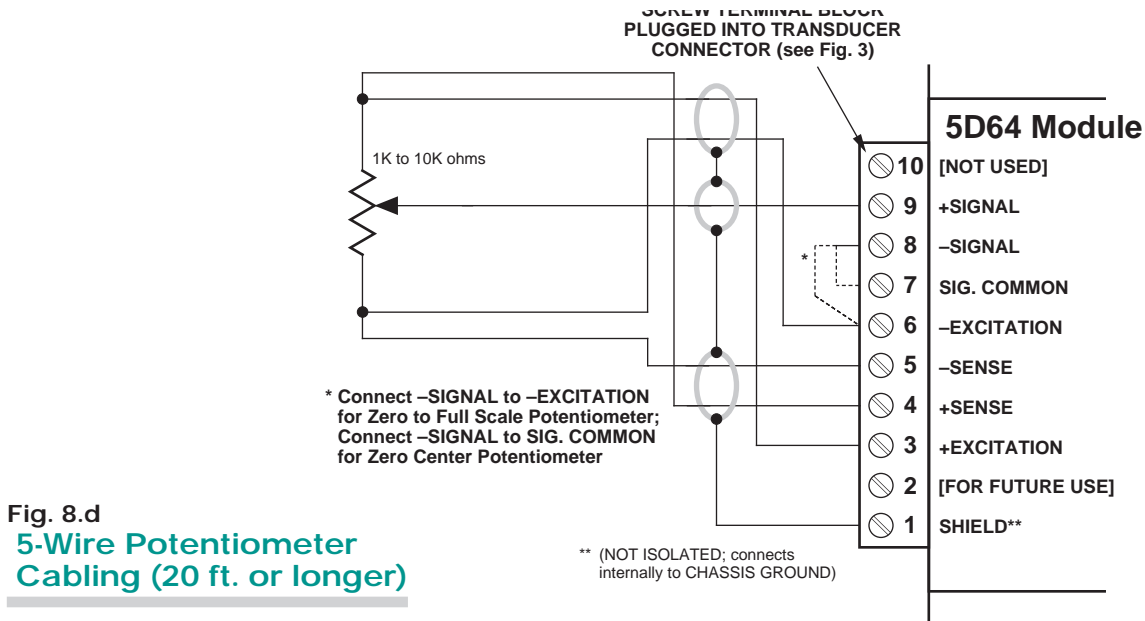 SCREW TERMINAL BLOCK
PLUGGED INTO TRANSDUCER
CONNECTOR (see Fig. 3)
5D64 Module
1K to 10K ohms
10 [NOT USED]
9 +SIGNAL
8 –SIGNAL
*
7 SIG. COMMON
6 –EXCITATION
5 –SENSE
4 +SENSE
3 +EXCITATION
2 [FOR FUTURE USE]
1 SHIELD**
* Connect –SIGNAL to –EXCITATION
for Zero to Full Scale Potentiometer;
Connect –SIGNAL to SIG. COMMON
for Zero Center Potentiometer
Fig. 8.d
5-Wire Potentiometer
Cabling (20 ft. or longer)
** (NOT ISOLATED; connects
internally to CHASSIS GROUND)